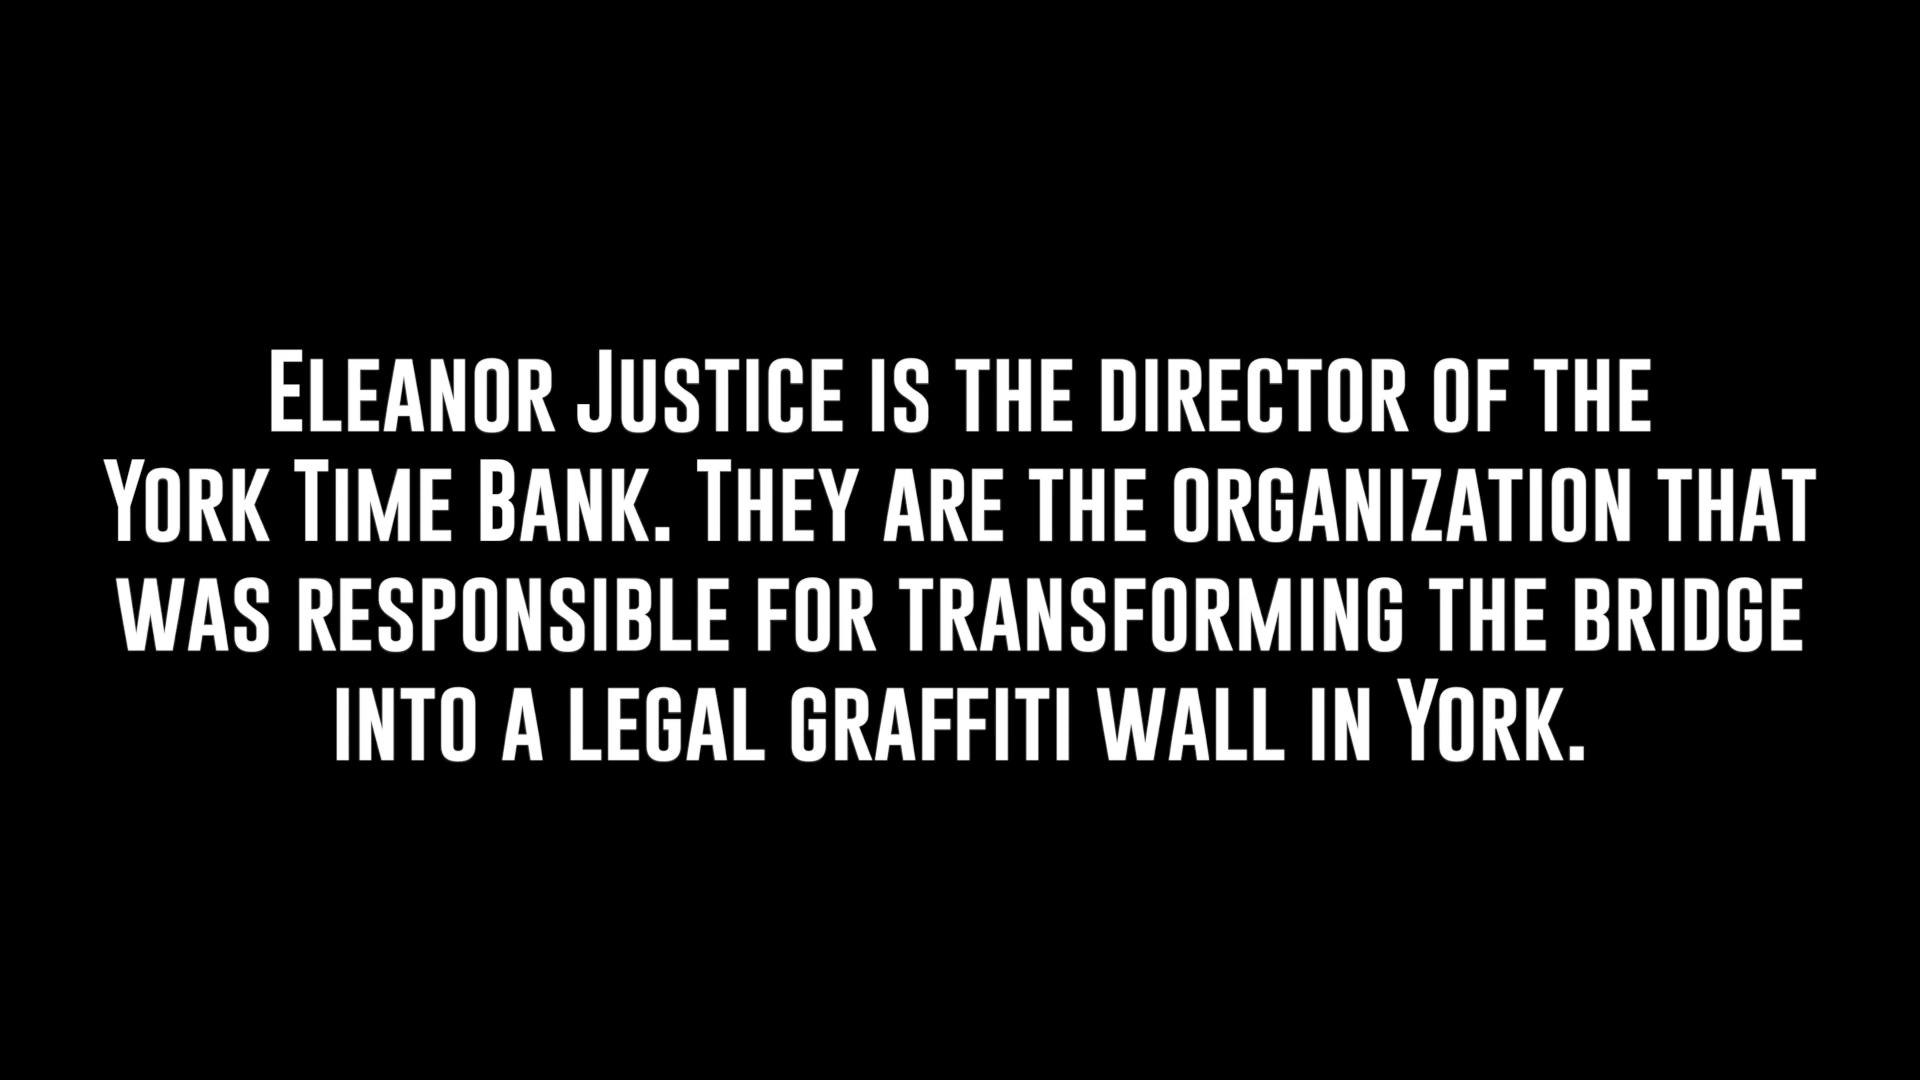 Eleanor Justice is the director of the
York Time Bank. They are the organization that
was responsible for transforming the bridge
into a legal graffiti wall in York.